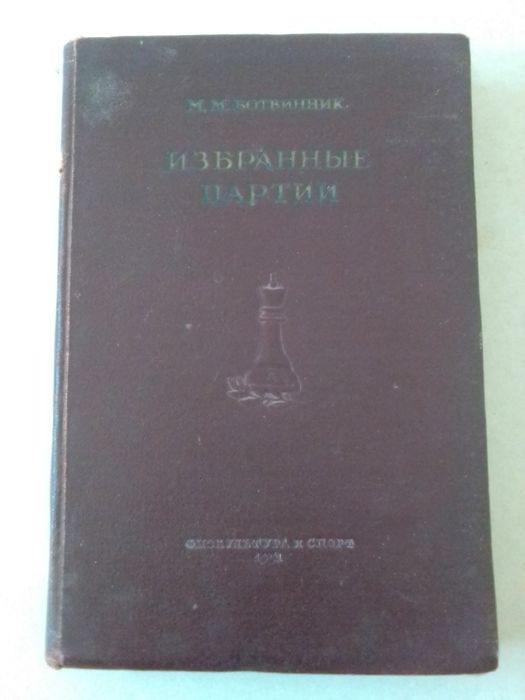 М. М. БОТВИННИК
ИЗБРАННЫЕ
ПАРТИИ
ФИЗКУЛЬТУРА И СПОРТ